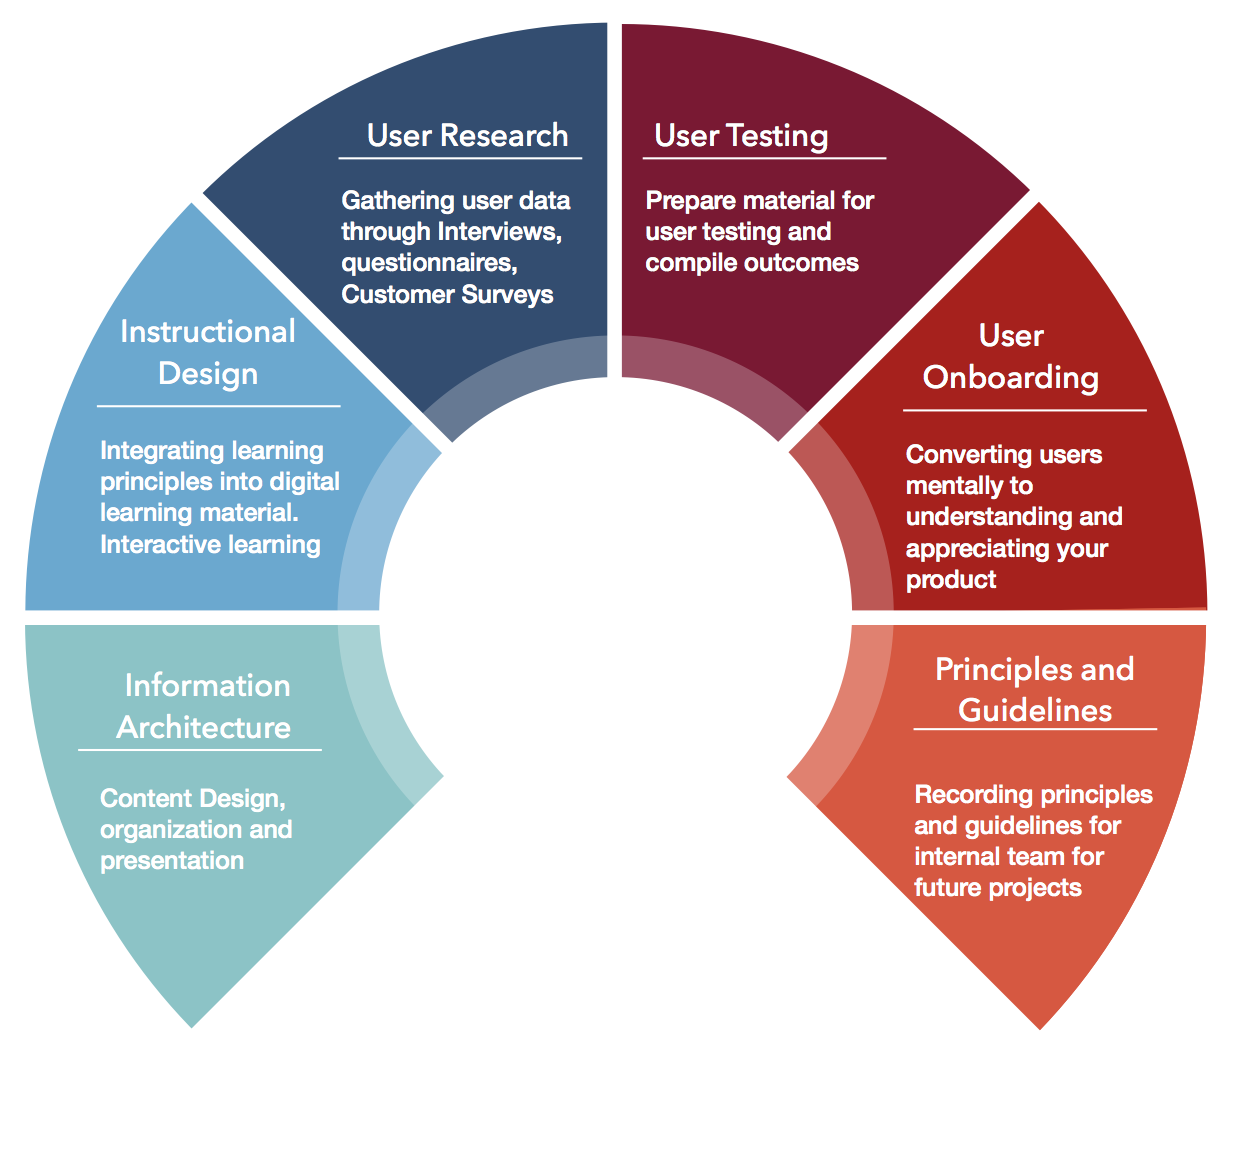 User Research
Gathering user data
through Interviews,
questionnaires,
Customer Surveys
User Testing
Prepare material for
user testing and
compile outcomes
Instructional
Design
Integrating learning
principles into digital
learning material.
Interactive learning
User
Onboarding
Converting users
mentally to
understanding and
appreciating your
product
Information
Architecture
Content Design,
organization and
presentation
Principles and
Guidelines
Recording principles
and guidelines for
internal team for
future projects